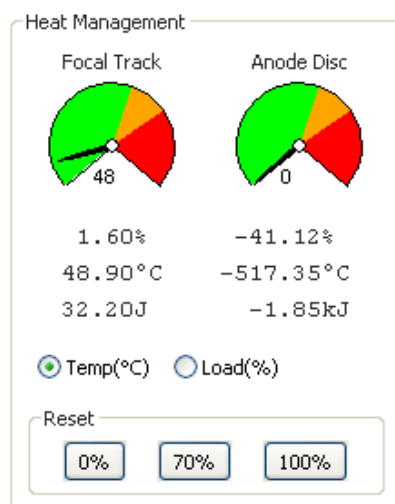 Heat Management
Focal Track Anode Disc
48 0
1.60% -41.12%
48.90°C -517.35°C
32.20J -1.85kJ
Temp(°C) Load(%)
Reset
0% 70% 100%